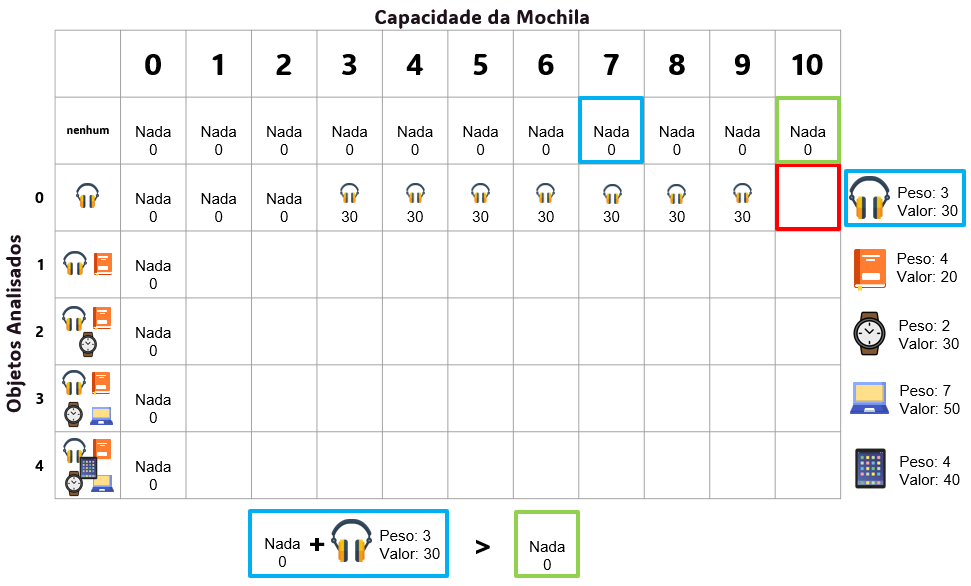 Capacidade da Mochila
0 1 2 3 4 5 6 7 8 9 10
nenhum Nada Nada Nada Nada Nada Nada Nada Nada Nada Nada Nada
0 0 0 0 0 0 0 0 0 0 0
0 Nada Nada Nada
0 0 0 30 30 30 30 30 30 30
Peso: 3
Valor: 30
Objetos Analisados
1 Nada
0
Peso: 4
Valor: 20
2 Nada
0
Peso: 2
Valor: 30
3 Nada
0
Peso: 7
Valor: 50
4 Nada
0
Peso: 4
Valor: 40
Nada + Peso: 3 > Nada
0 Valor: 30 0